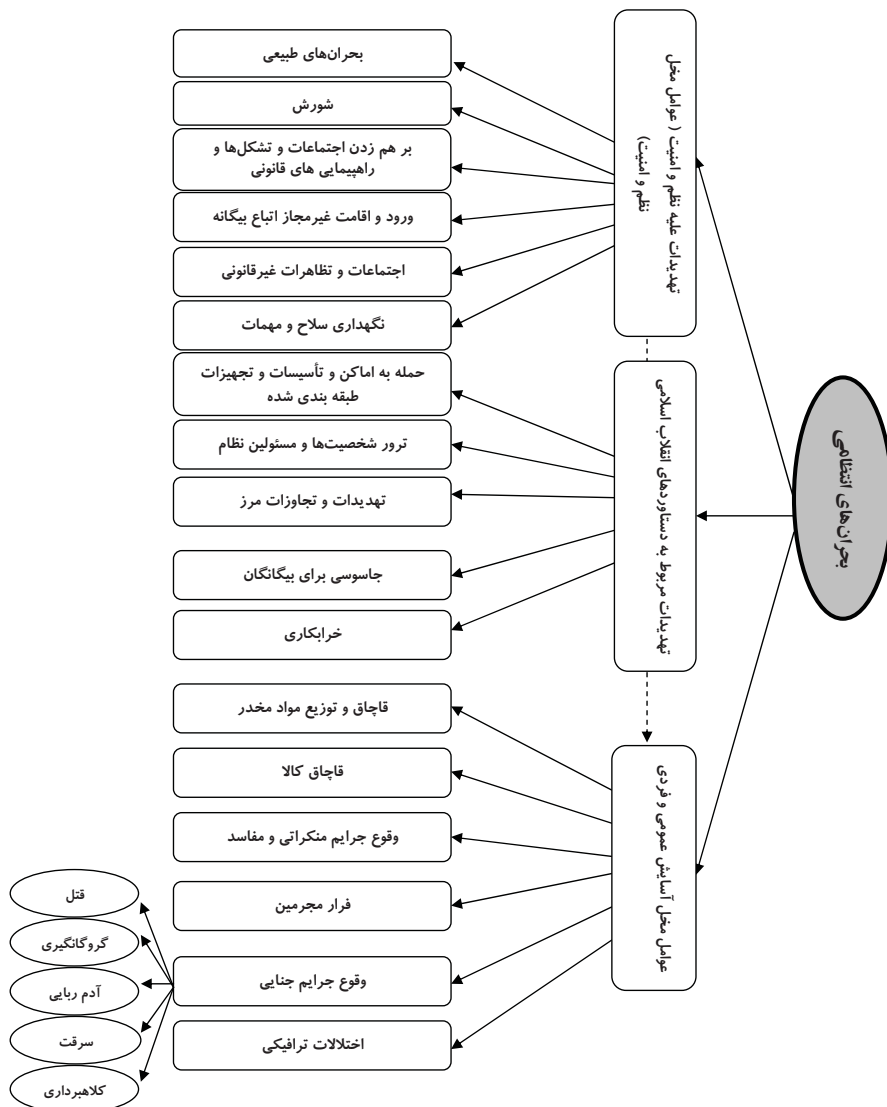 بحران‌های انتظامی
تهدیدات علیه نظم و امنیت ( عوامل مخل
نظم و امنیت)
بحران‌های طبیعی
شورش
بر هم زدن اجتماعات و تشکل‌ها و
راهپیمایی های قانونی
ورود و اقامت غیرمجاز اتباع بیگانه
اجتماعات و تظاهرات غیرقانونی
نگهداری سلاح و مهمات
تهدیدات مربوط به دستاوردهای انقلاب اسلامی
حمله به اماکن و تأسیسات و تجهیزات
طبقه بندی شده
ترور شخصیت‌ها و مسئولین نظام
تهدیدات و تجاوزات مرز
جاسوسی برای بیگانگان
خرابکاری
عوامل مخل آسایش عمومی و فردی
قاچاق و توزیع مواد مخدر
قاچاق کالا
وقوع جرایم منکراتی و مفاسد
فرار مجرمین
وقوع جرایم جنایی
اختلالات ترافیکی
قتل
گروگانگیری
آدم ربایی
سرقت
کلاهبرداری